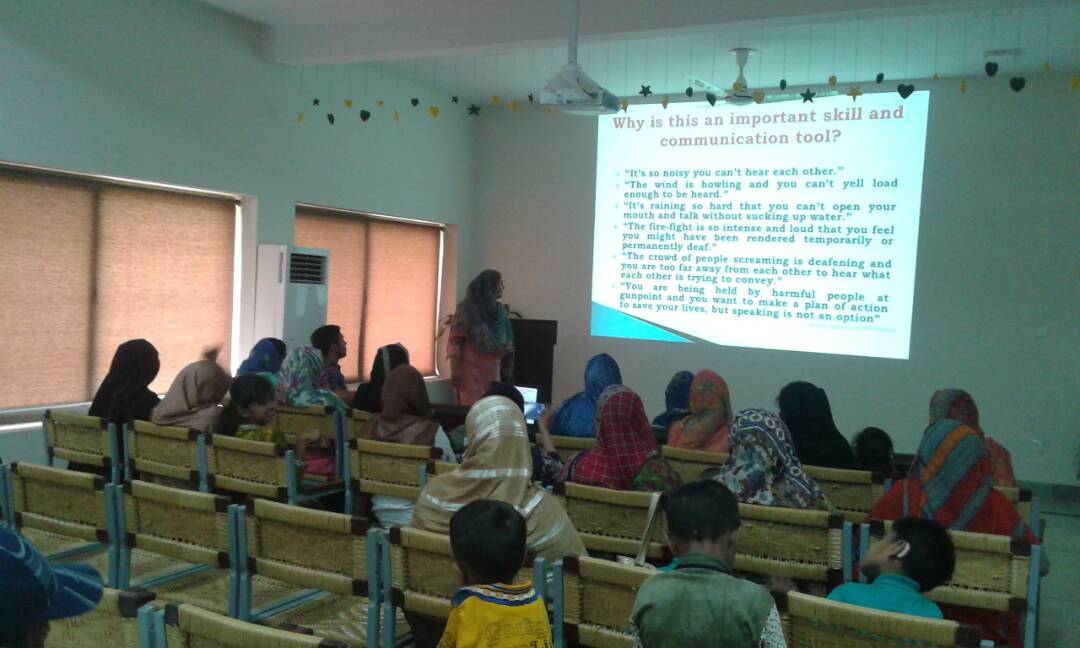 Why is this an important skill and
communication tool?
"It's so noisy you can't hear each other."
"The wind is howling and you can't yell load
enough to be heard."
"It's raining so hard that you can't open your
mouth and talk without sucking up water."
"The fire-fight is so intense and loud that you feel
you might have been rendered temporarily or
permanently deaf."
"The crowd of people screaming is deafening and
you are too far away from each other to hear what
each other is trying to convey."
"You are being held by harmful people at
gunpoint and you want to make a plan of action
to save your lives, but speaking is not an option"